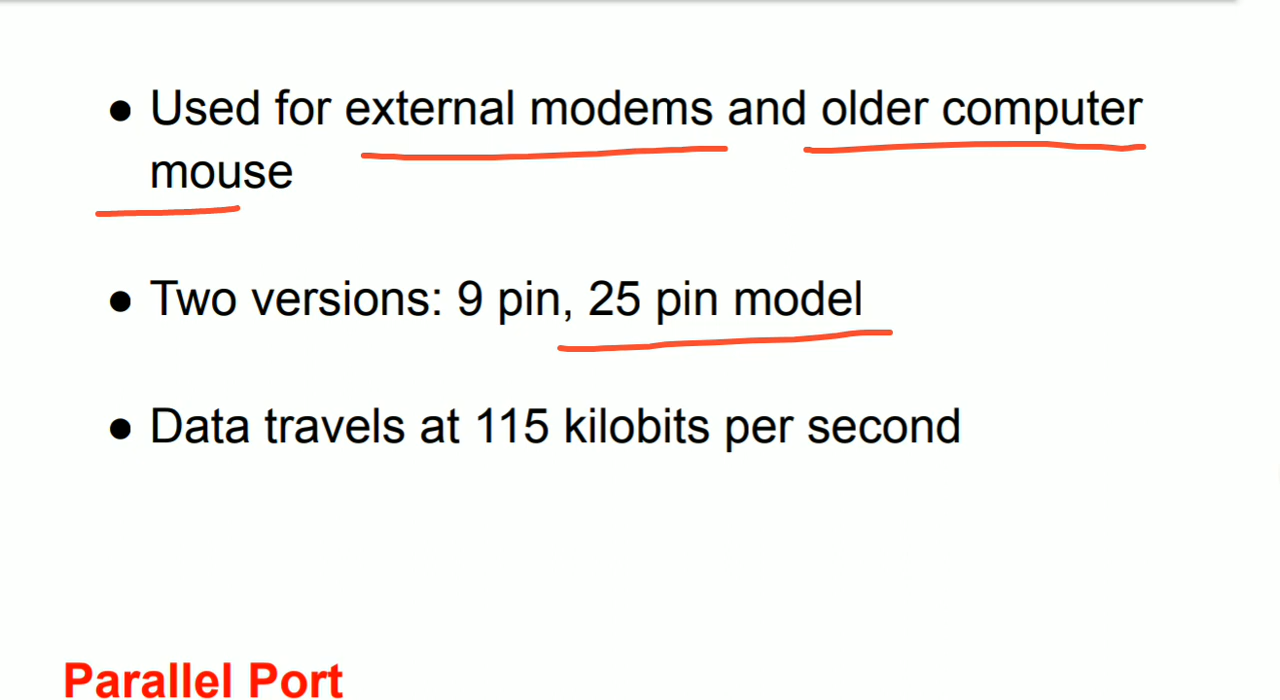 ● Used for external modems and older computer
mouse
● Two versions: 9 pin, 25 pin model
● Data travels at 115 kilobits per second
Parallel Port